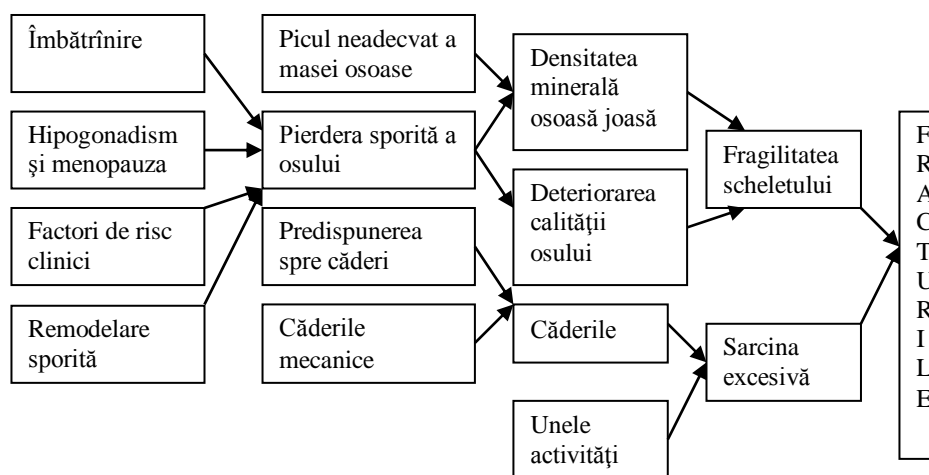 Îmbătrînire
Hipogonadism
şi menopauza
Factori de risc
clinici
Remodelare
sporită
Picul neadecvat a
masei osoase
Pierdera sporită a
osului
Predispunerea
spre căderi
Căderile
mecanice
Densitatea
minerală
osoasă joasă
Deteriorarea
calităţii
osului
Căderile
Unele
activităţi
Fragilitatea
scheletului
Sarcina
excesivă
F
R
A
C
T
U
R
I
L
E